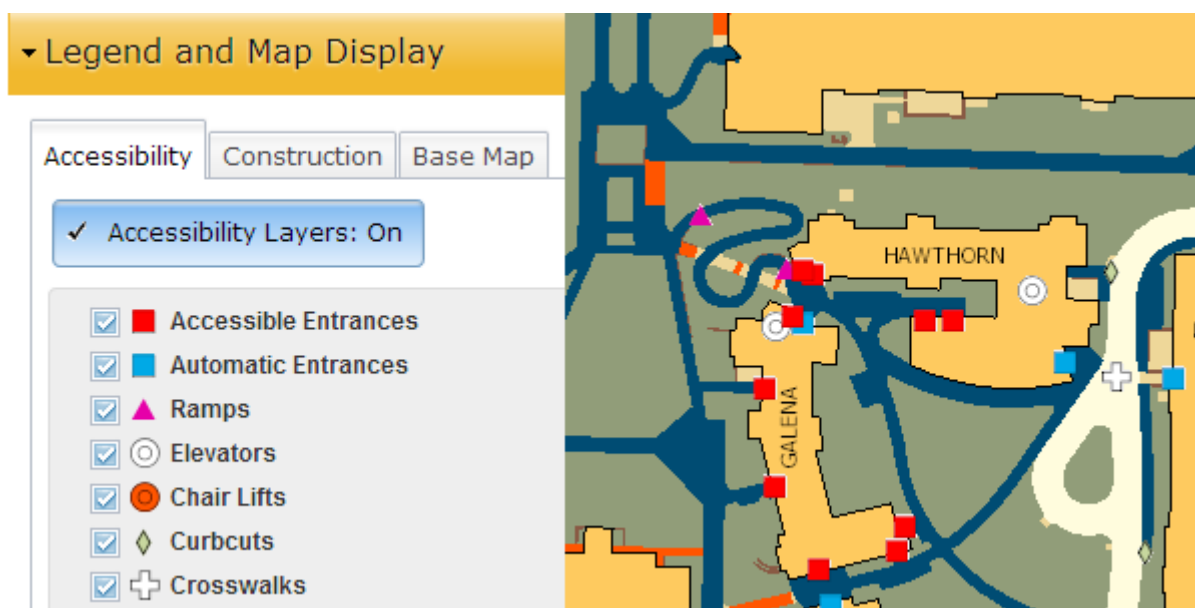 Legend and Map Display
Accessibility Construction Base Map
✓ Accessibility Layers: On
Accessible Entrances
Automatic Entrances
Ramps
Elevators
Chair Lifts
Curbcuts
Crosswalks
HAWTHORN
GALENA